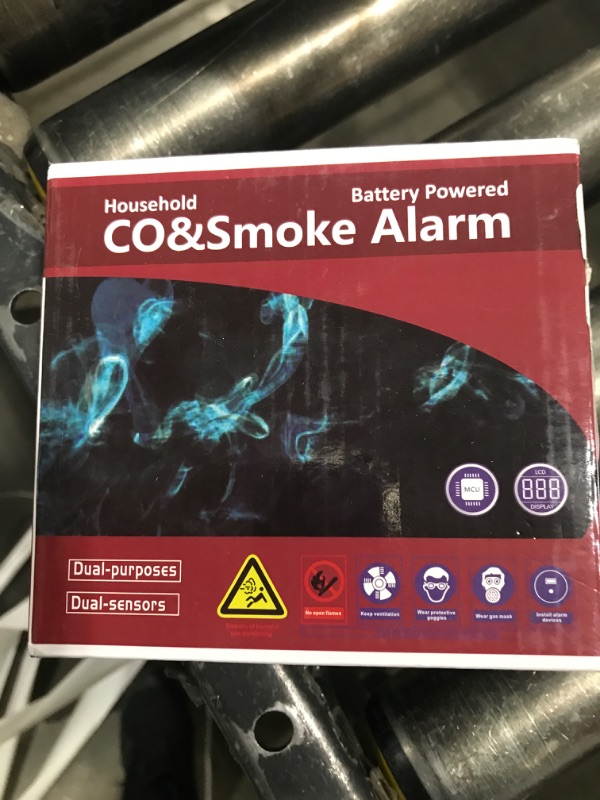 Household
Battery Powered
CO&Smoke Alarm
MCU
LCD
888
DISPLAY
Dual-purposes
Dual-sensors
No open flames
Keep ventilation
Wear protective
goggles
Wear gas mask
Install alarm
devices